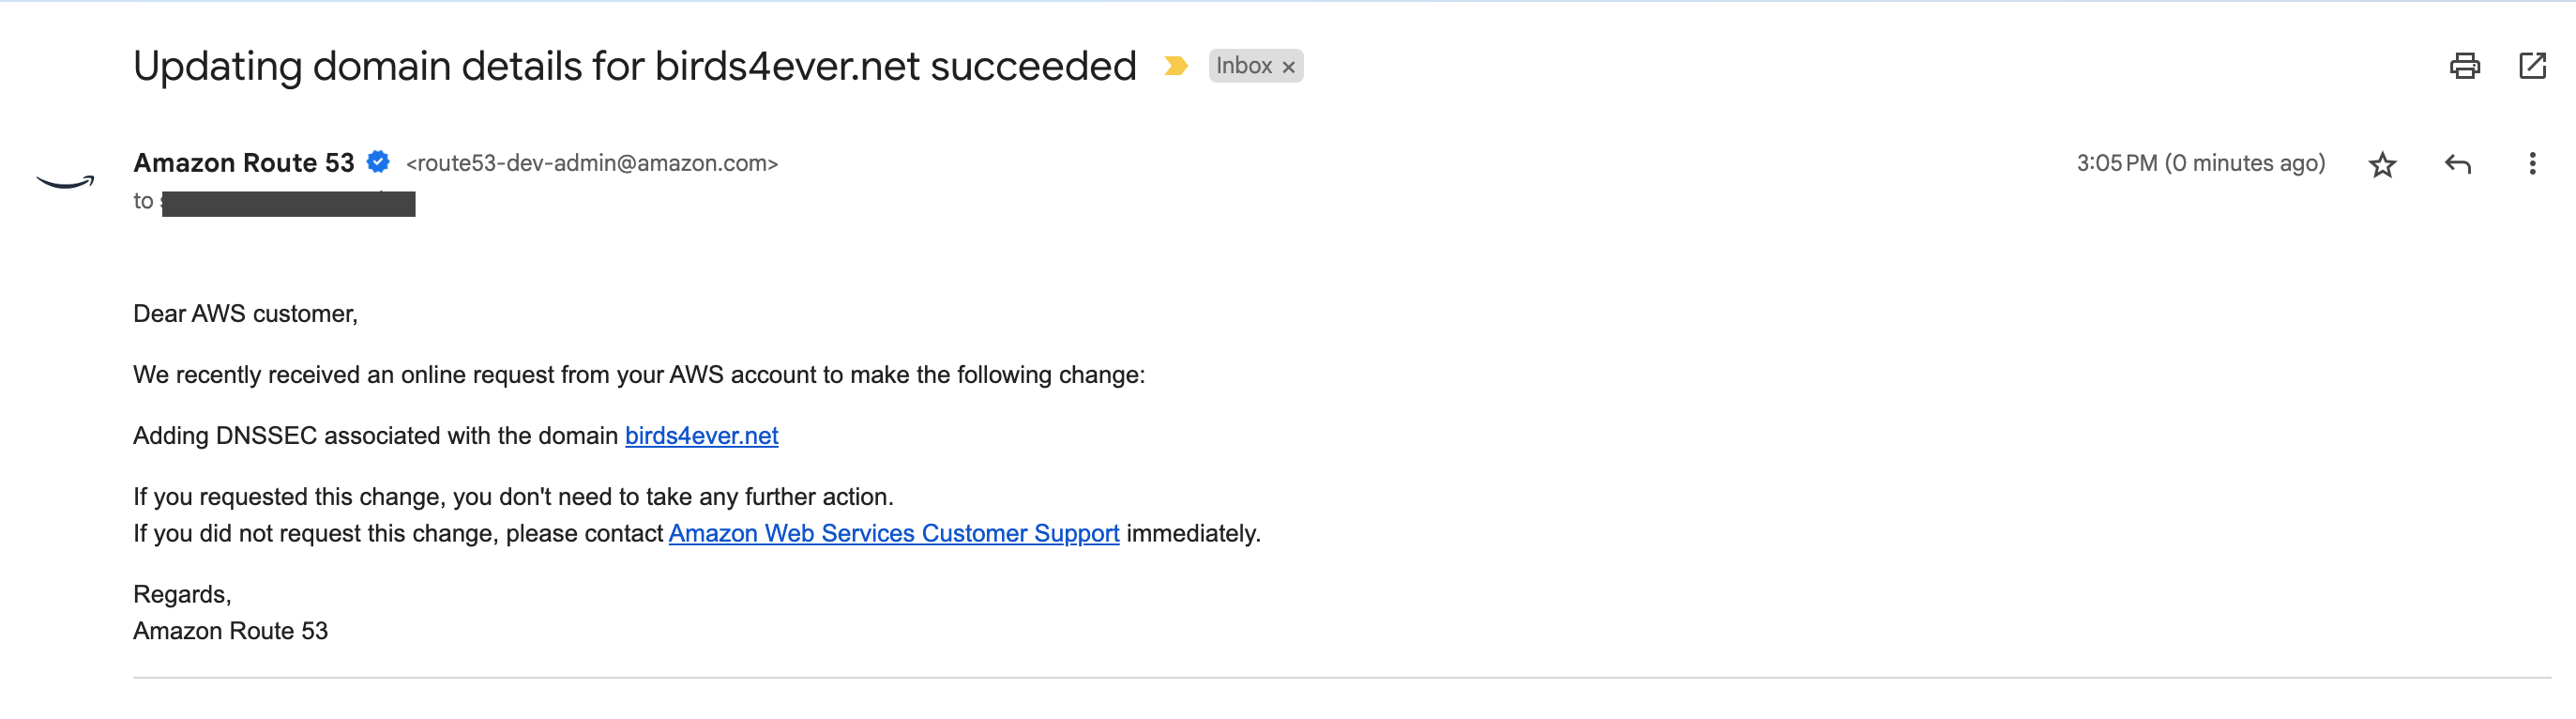 Updating domain details for birds4ever.net succeeded Inbox ×
Amazon Route 53 <route53-dev-admin@amazon.com> 3:05 PM (0 minutes ago)
to
Dear AWS customer,
We recently received an online request from your AWS account to make the following change:
Adding DNSSEC associated with the domain birds4ever.net
If you requested this change, you don't need to take any further action.
If you did not request this change, please contact Amazon Web Services Customer Support immediately.
Regards,
Amazon Route 53